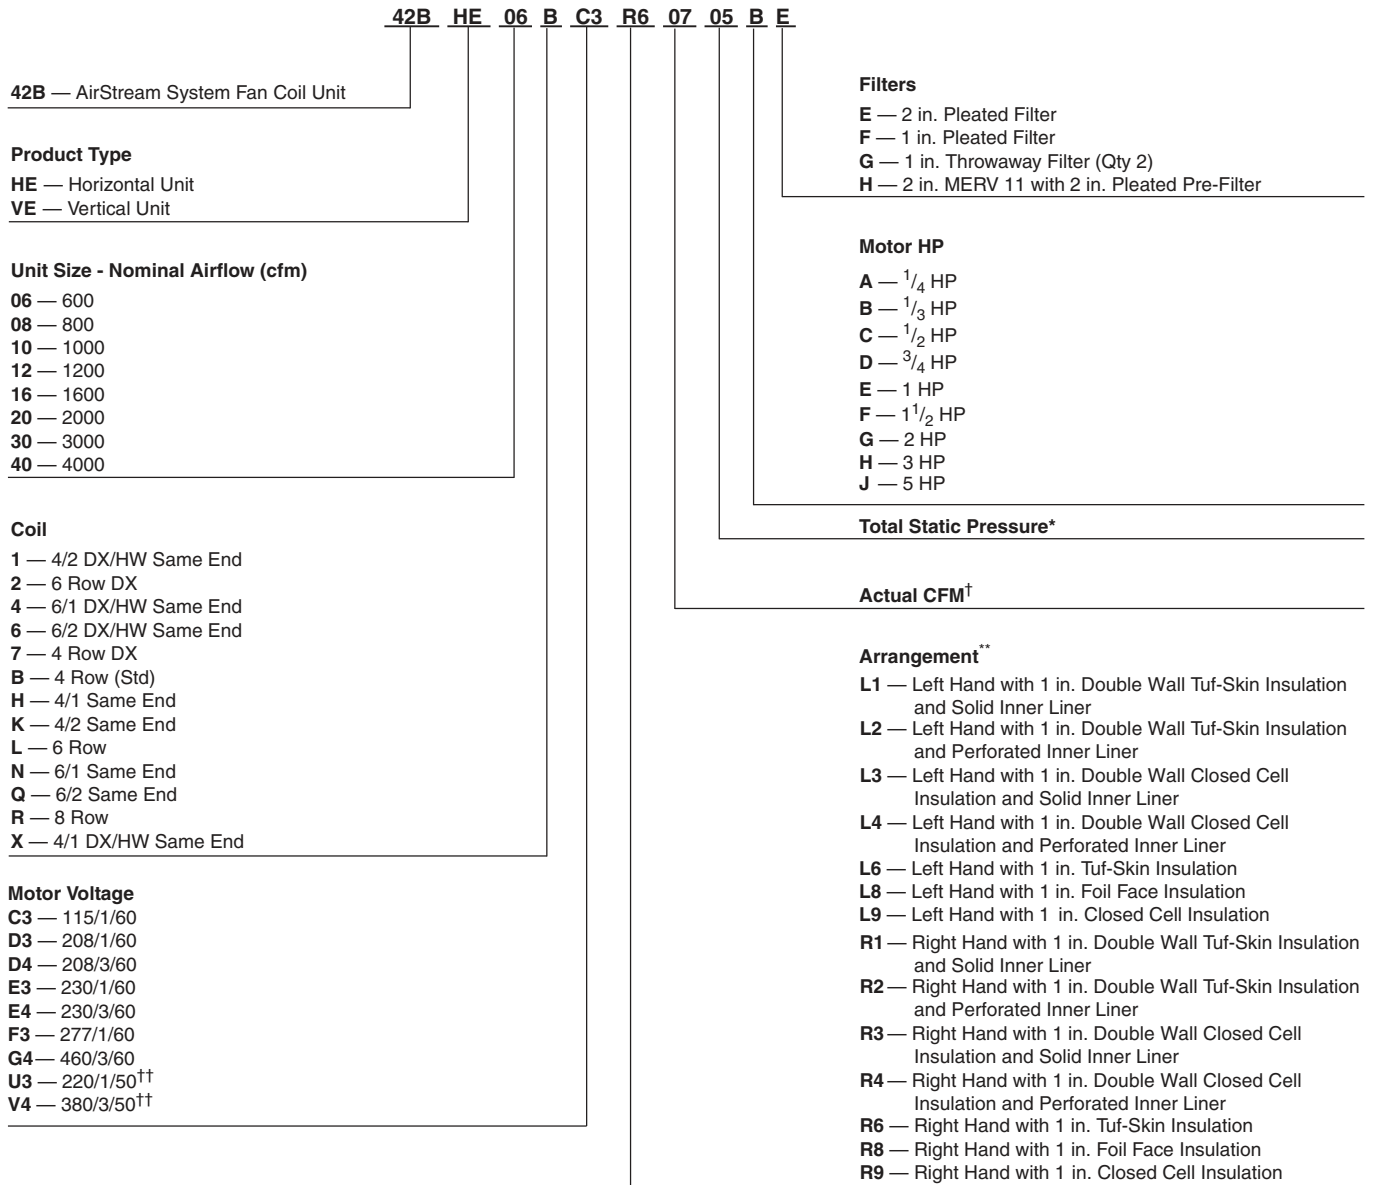 42B HE 06 B C3 R6 07 05 B E
42B — AirStream System Fan Coil Unit
Product Type
HE — Horizontal Unit
VE — Vertical Unit
Unit Size - Nominal Airflow (cfm)
06 — 600
08 — 800
10 — 1000
12 — 1200
16 — 1600
20 — 2000
30 — 3000
40 — 4000
Coil
1 — 4/2 DX/HW Same End
2 — 6 Row DX
4 — 6/1 DX/HW Same End
6 — 6/2 DX/HW Same End
7 — 4 Row DX
B — 4 Row (Std)
H — 4/1 Same End
K — 4/2 Same End
L — 6 Row
N — 6/1 Same End
Q — 6/2 Same End
R — 8 Row
X — 4/1 DX/HW Same End
Motor Voltage
C3 — 115/1/60
D3 — 208/1/60
D4 — 208/3/60
E3 — 230/1/60
E4 — 230/3/60
F3 — 277/1/60
G4— 460/3/60
U3 — 220/1/50††
V4 — 380/3/50††
Filters
E — 2 in. Pleated Filter
F — 1 in. Pleated Filter
G — 1 in. Throwaway Filter (Qty 2)
H — 2 in. MERV 11 with 2 in. Pleated Pre-Filter
Motor HP
A — 1/4 HP
B — 1/3 HP
C — 1/2 HP
D — 3/4 HP
E — 1 HP
F — 1 1/2 HP
G — 2 HP
H — 3 HP
J — 5 HP
Total Static Pressure*
Actual CFM†
Arrangement**
L1 — Left Hand with 1 in. Double Wall Tuf-Skin Insulation
and Solid Inner Liner
L2 — Left Hand with 1 in. Double Wall Tuf-Skin Insulation
and Perforated Inner Liner
L3 — Left Hand with 1 in. Double Wall Closed Cell
Insulation and Solid Inner Liner
L4 — Left Hand with 1 in. Double Wall Closed Cell
Insulation and Perforated Inner Liner
L6 — Left Hand with 1 in. Tuf-Skin Insulation
L8 — Left Hand with 1 in. Foil Face Insulation
L9 — Left Hand with 1 in. Closed Cell Insulation
R1 — Right Hand with 1 in. Double Wall Tuf-Skin Insulation
and Solid Inner Liner
R2 — Right Hand with 1 in. Double Wall Tuf-Skin Insulation
and Perforated Inner Liner
R3 — Right Hand with 1 in. Double Wall Closed Cell
Insulation and Solid Inner Liner
R4 — Right Hand with 1 in. Double Wall Closed Cell
Insulation and Perforated Inner Liner
R6 — Right Hand with 1 in. Tuf-Skin Insulation
R8 — Right Hand with 1 in. Foil Face Insulation
R9 — Right Hand with 1 in. Closed Cell Insulation